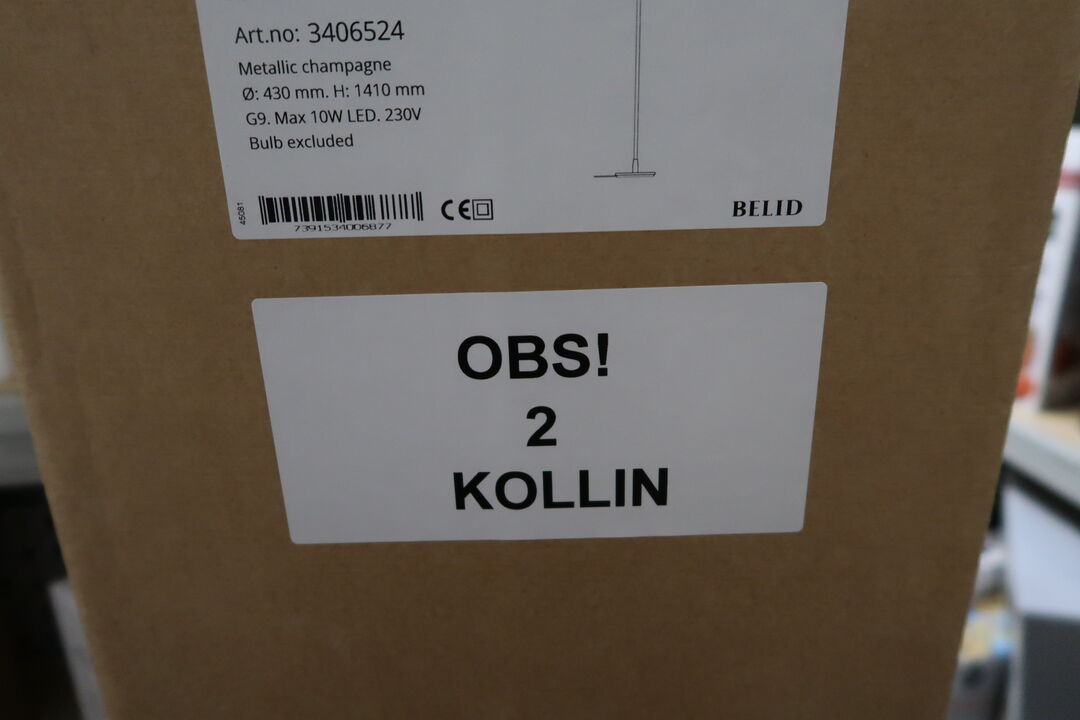 Art.no: 3406524
Metallic champagne
Ø: 430 mm. H: 1410 mm
G9. Max 10W LED. 230V
Bulb excluded
45081
7391534006877
CE
BELID
OBS!
2
KOLLIN